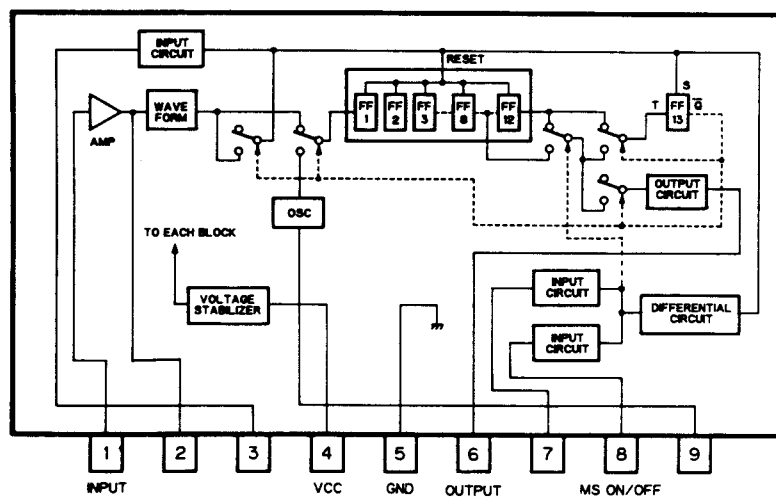 INPUT
CIRCUIT
RESET
S
WAVE
FORM
AMP
FF
1
FF
2
FF
3
FF
8
FF
12
T
FF
13
Q
OSC
OUTPUT
CIRCUIT
TO EACH BLOCK
VOLTAGE
STABILIZER
INPUT
CIRCUIT
DIFFERENTIAL
CIRCUIT
INPUT
CIRCUIT
1 2 3 4 5 6 7 8 9
INPUT VCC GND OUTPUT MS ON/OFF